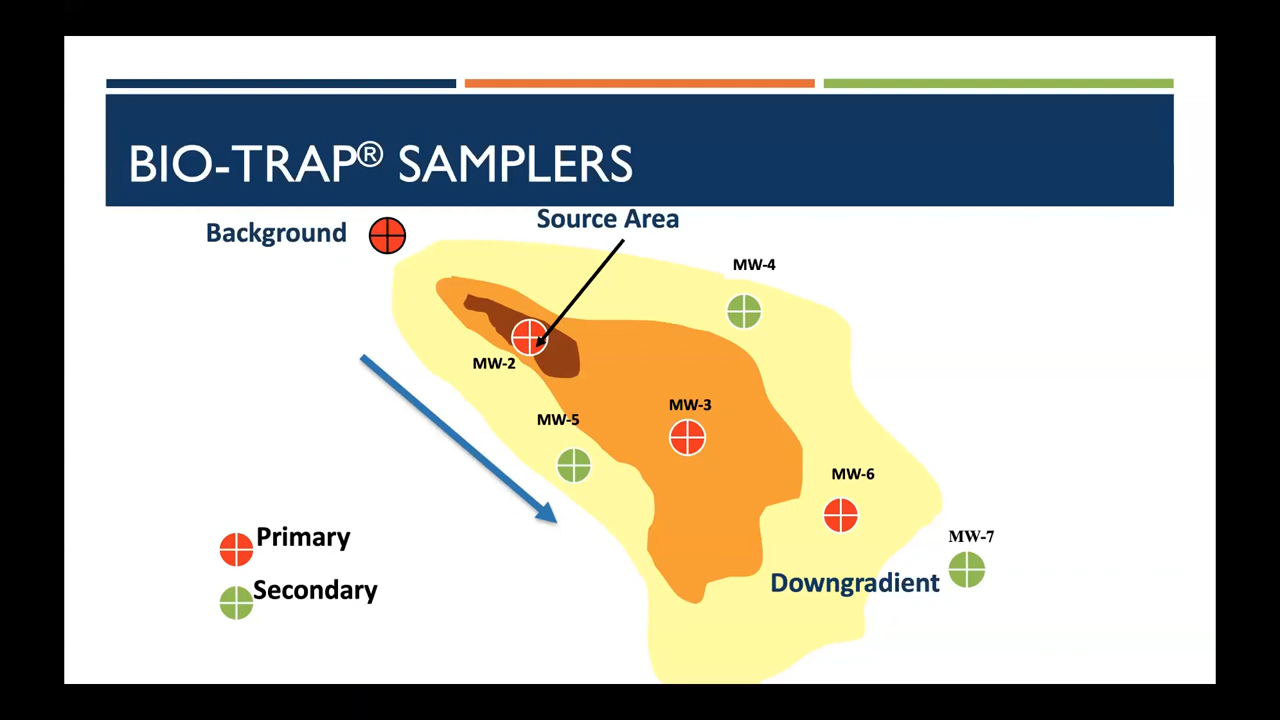 BIO-TRAP® SAMPLERS
Source Area
Background
MW-4
MW-2
MW-3
MW-5
MW-6
MW-7
Primary
Downgradient
Secondary